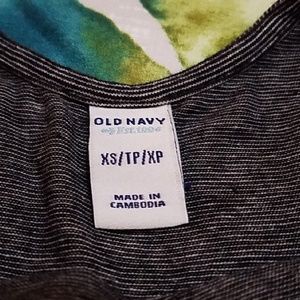 OLD NAVY
XS/TP/XP
MADE IN
CAMBODIA